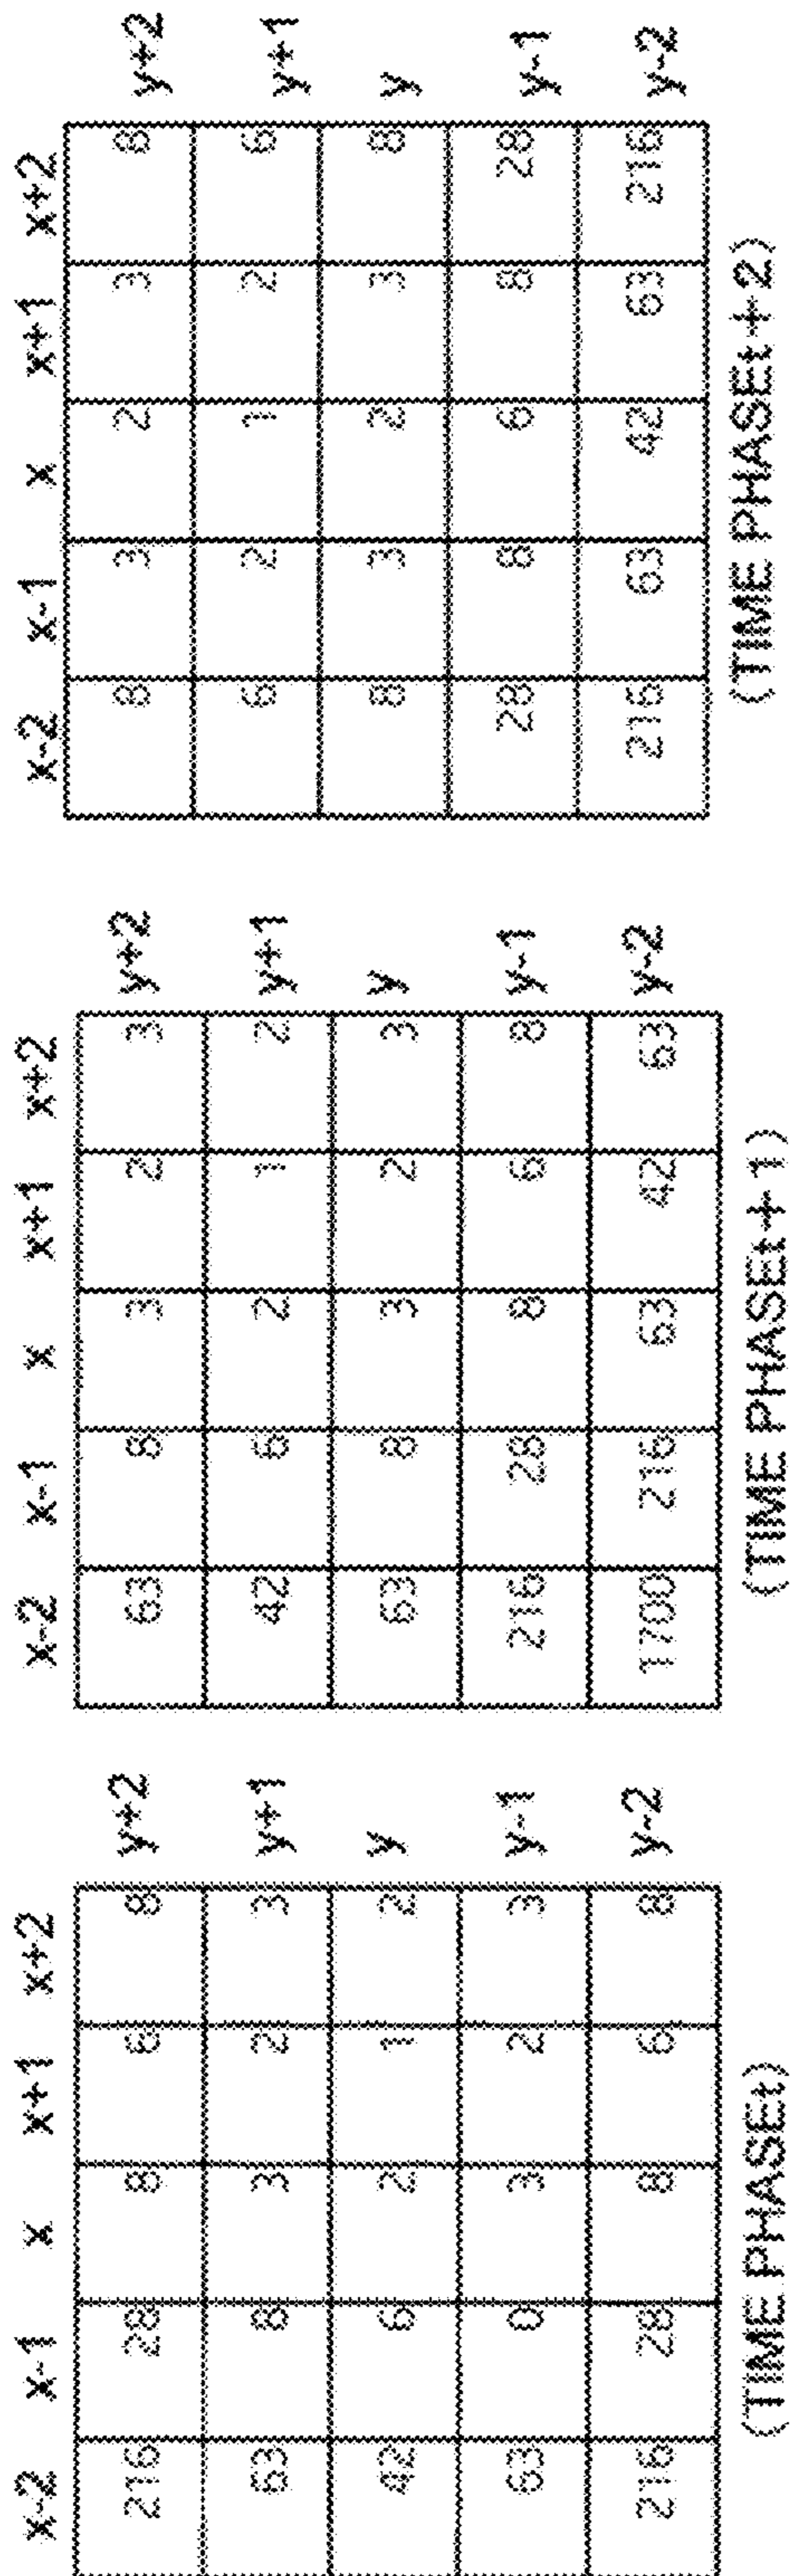 x-2 x-1 x x+1 x+2
216 28 8 6 8 y+2
63 8 3 2 3 y+1
42 6 2 1 2 y
63 0 3 2 3 y-1
216 28 8 6 8 y-2
(TIME PHASEt)
x-2 x-1 x x+1 x+2
63 8 3 2 3 y+2
42 6 2 1 2 y+1
63 8 3 2 3 y
216 28 8 6 8 y-1
1700 216 63 42 63 y-2
(TIME PHASEt+1)
x-2 x-1 x x+1 x+2
8 3 2 3 8 y+2
6 2 1 2 6 y+1
8 3 2 3 8 y
28 8 6 8 28 y-1
216 63 42 63 216 y-2
(TIME PHASEt+2)